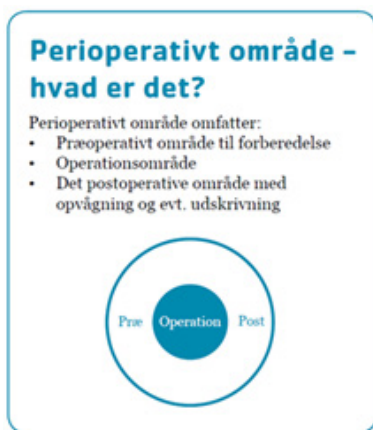 Perioperativt område –
hvad er det?
Perioperativt område omfatter:
• Præoperativt område til forberedelse
• Operationsområde
• Det postoperative område med
opvågning og evt. udskrivning
Præ Operation Post